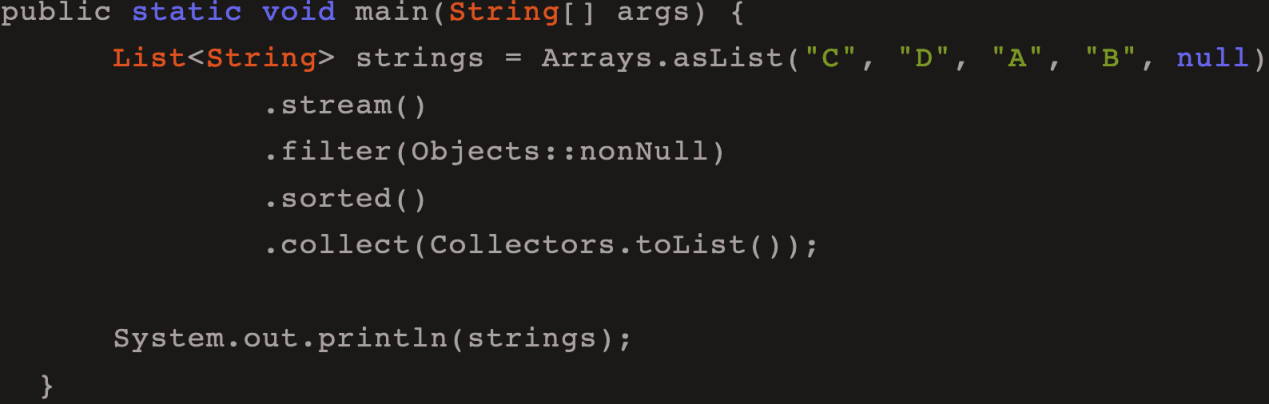 public static void main(String[] args) {
List<String> strings = Arrays.asList("C", "D", "A", "B", null)
.stream()
.filter(Objects::nonNull)
.sorted()
.collect(Collectors.toList());
System.out.println(strings);
}